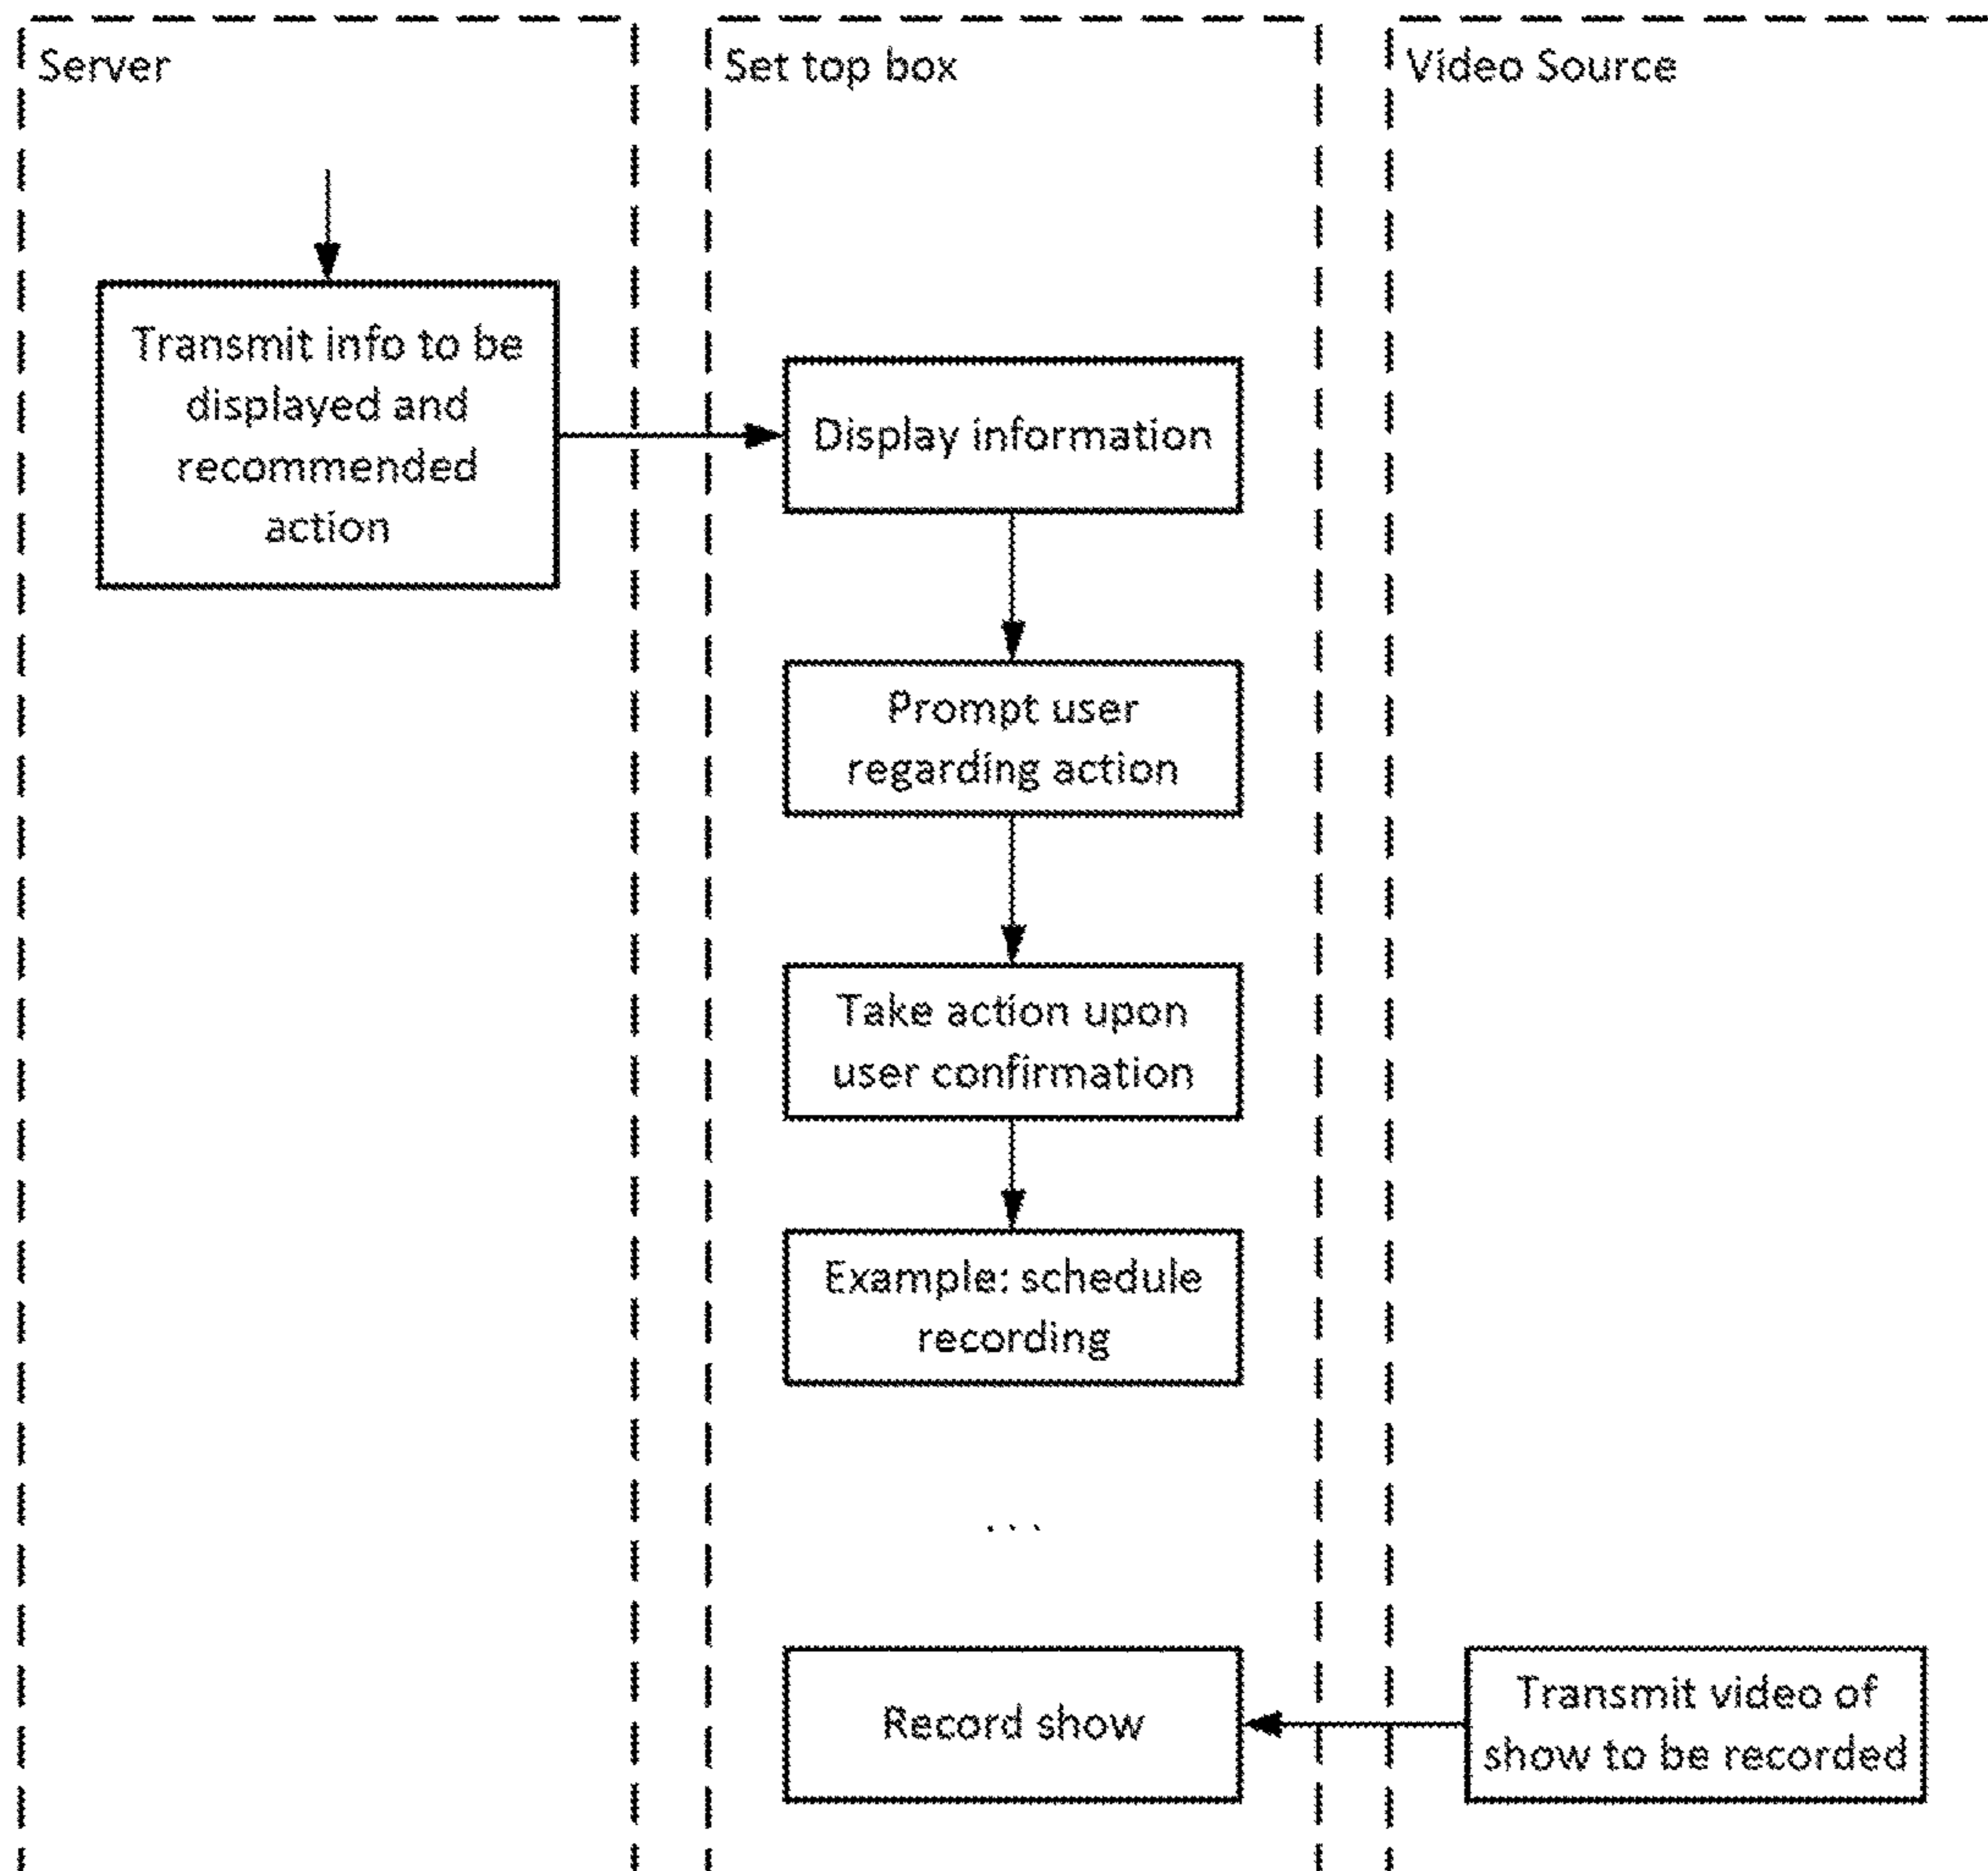 Server
Set top box
Video Source
Transmit info to be
displayed and
recommended
action
Display information
Prompt user
regarding action
Take action upon
user confirmation
Example: schedule
recording
...
Record show
Transmit video of
show to be recorded